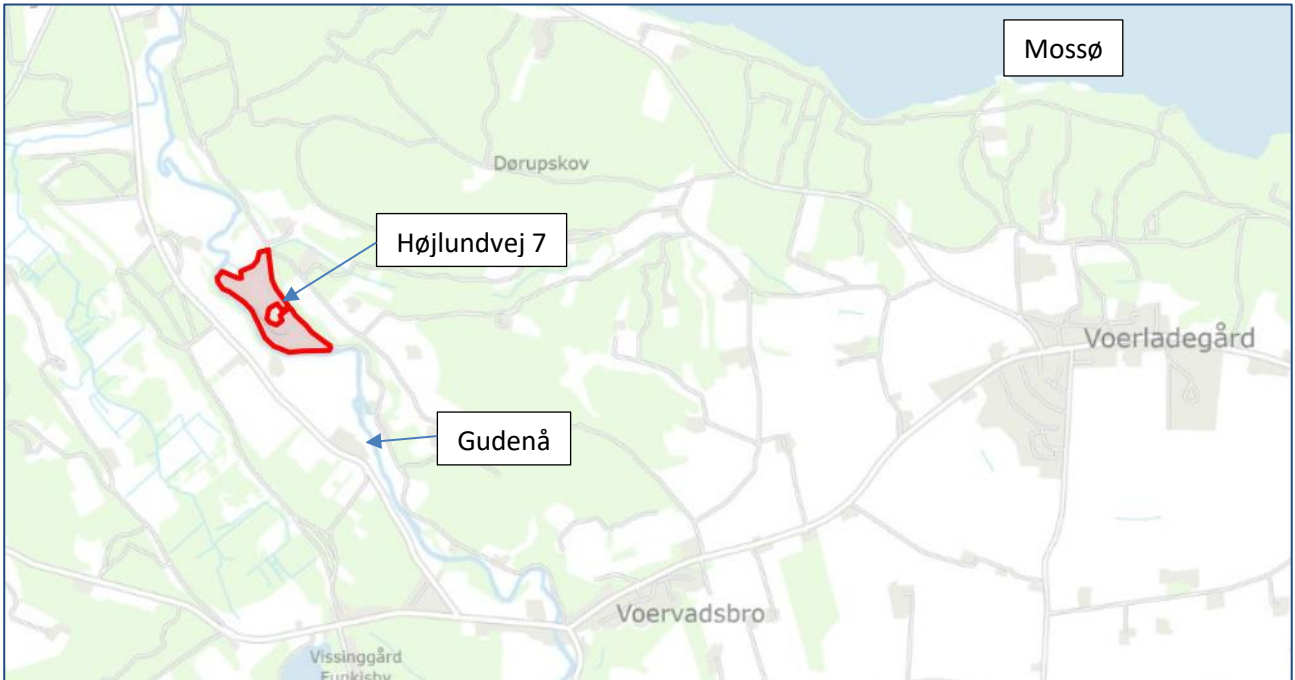 Mossø
Dørupskov
Højlundvej 7
Voerladegård
Gudenå
Voervadsbro
Vissinggård
Funkisby